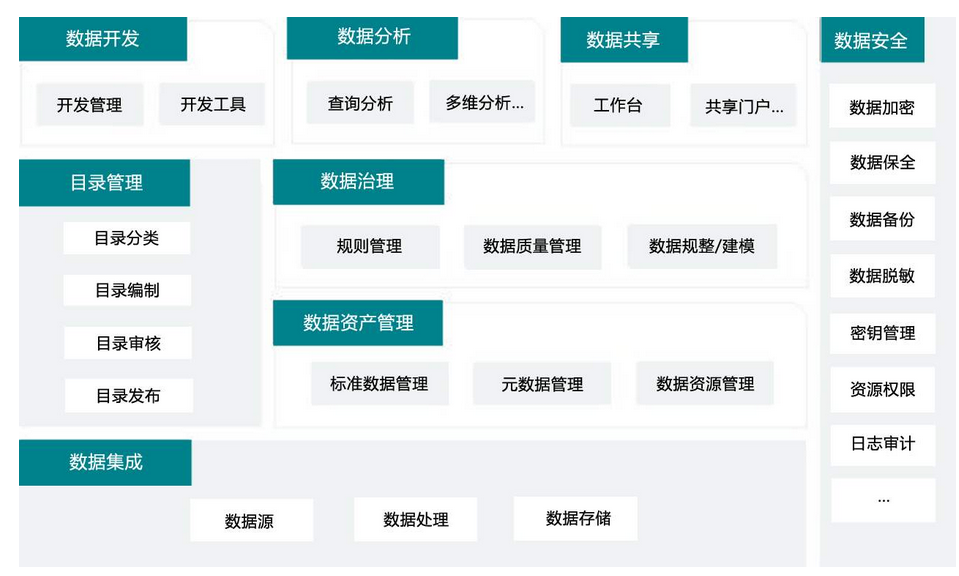 数据开发
开发管理
开发工具
数据分析
查询分析
多维分析...
数据共享
工作台
共享门户...
数据安全
数据加密
数据保全
数据备份
数据脱敏
密钥管理
资源权限
日志审计
...
目录管理
目录分类
目录编制
目录审核
目录发布
数据治理
规则管理
数据质量管理
数据规整/建模
数据资产管理
标准数据管理
元数据管理
数据资源管理
数据集成
数据源
数据处理
数据存储